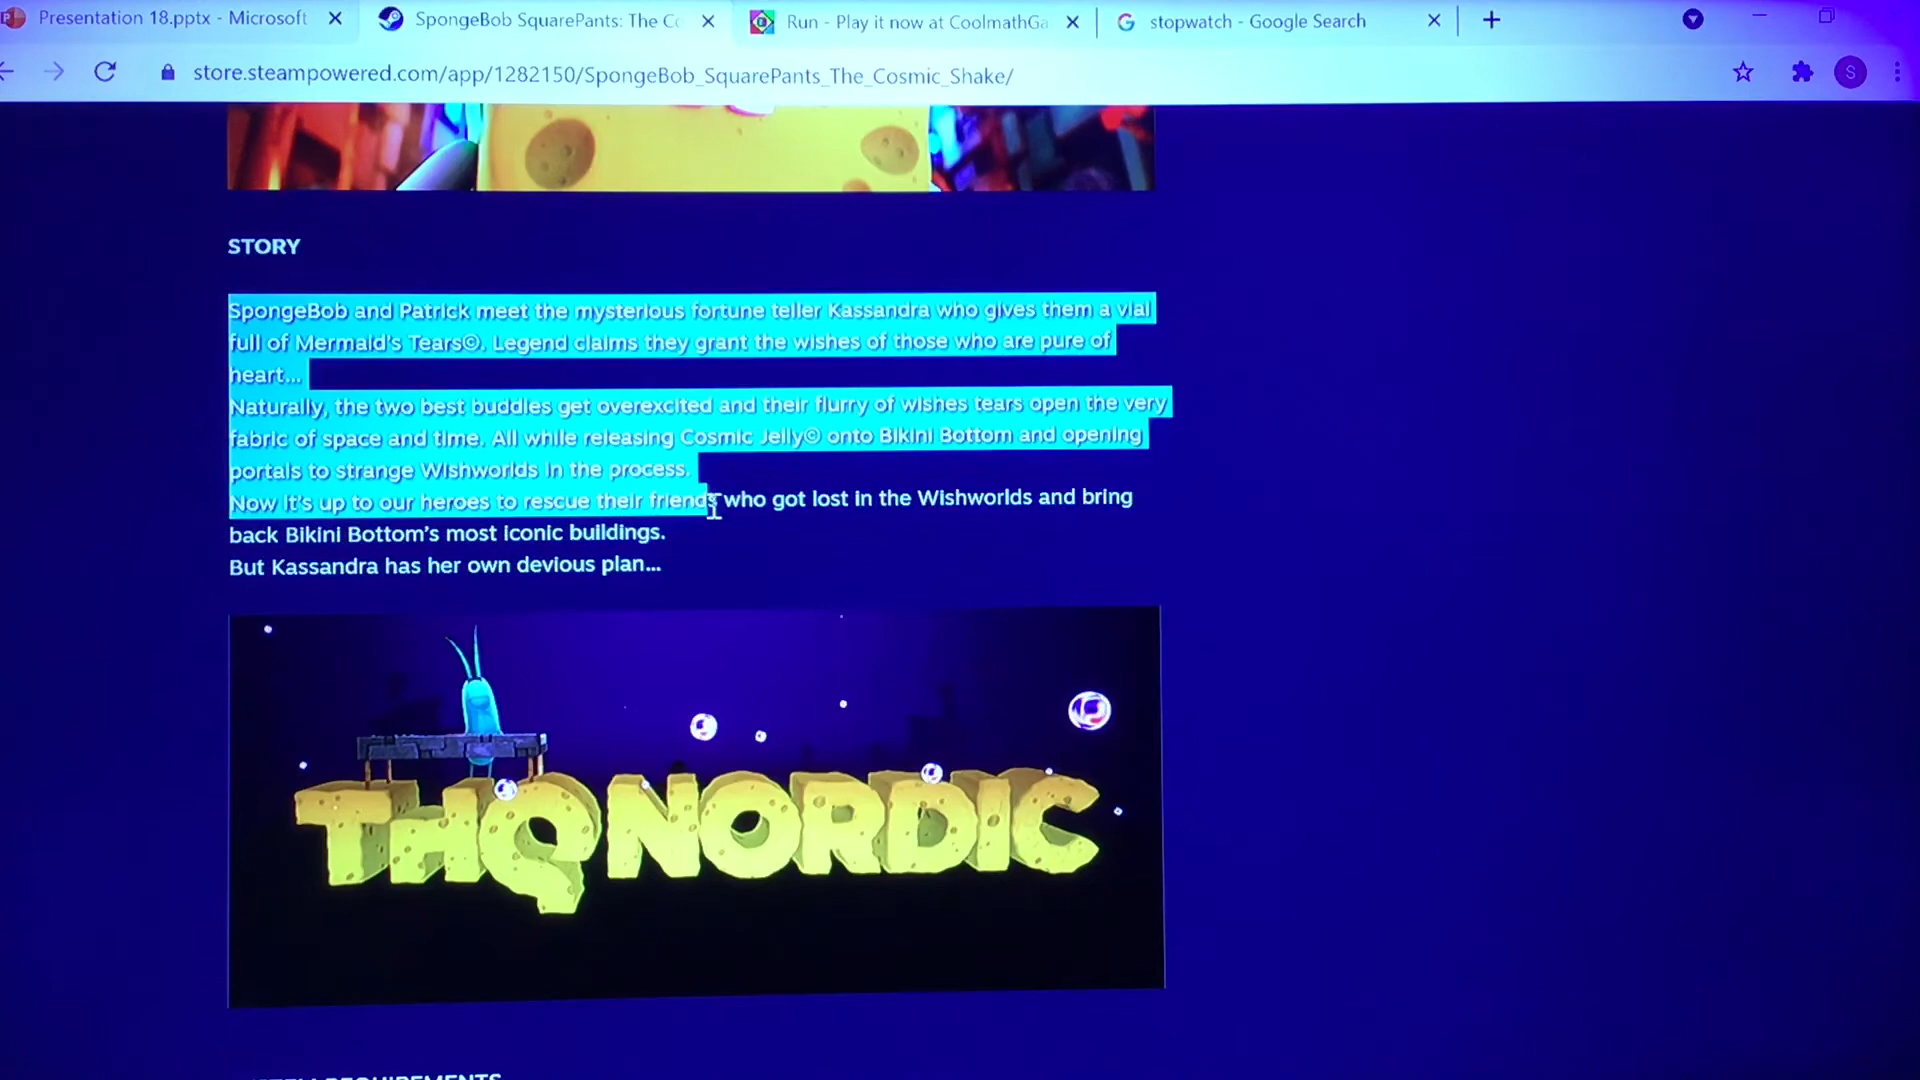 Presentation 18.pptx - Microsoft
SpongeBob SquarePants: The Co
Run - Play it now at CoolmathGa
stopwatch - Google Search
store.steampowered.com/app/1282150/SpongeBob_SquarePants_The_Cosmic_Shake/
S
STORY
SpongeBob and Patrick meet the mysterious fortune teller Kassandra who gives them a vial
full of Mermaid's Tears©. Legend claims they grant the wishes of those who are pure of
heart...
Naturally, the two best buddies get overexcited and their flurry of wishes tears open the very
fabric of space and time. All while releasing Cosmic Jelly© onto Bikini Bottom and opening
portals to strange Wishworlds in the process.
Now it's up to our heroes to rescue their friends who got lost in the Wishworlds and bring
back Bikini Bottom's most iconic buildings.
But Kassandra has her own devious plan...
THQ NORDIC
REQUIREMENTS